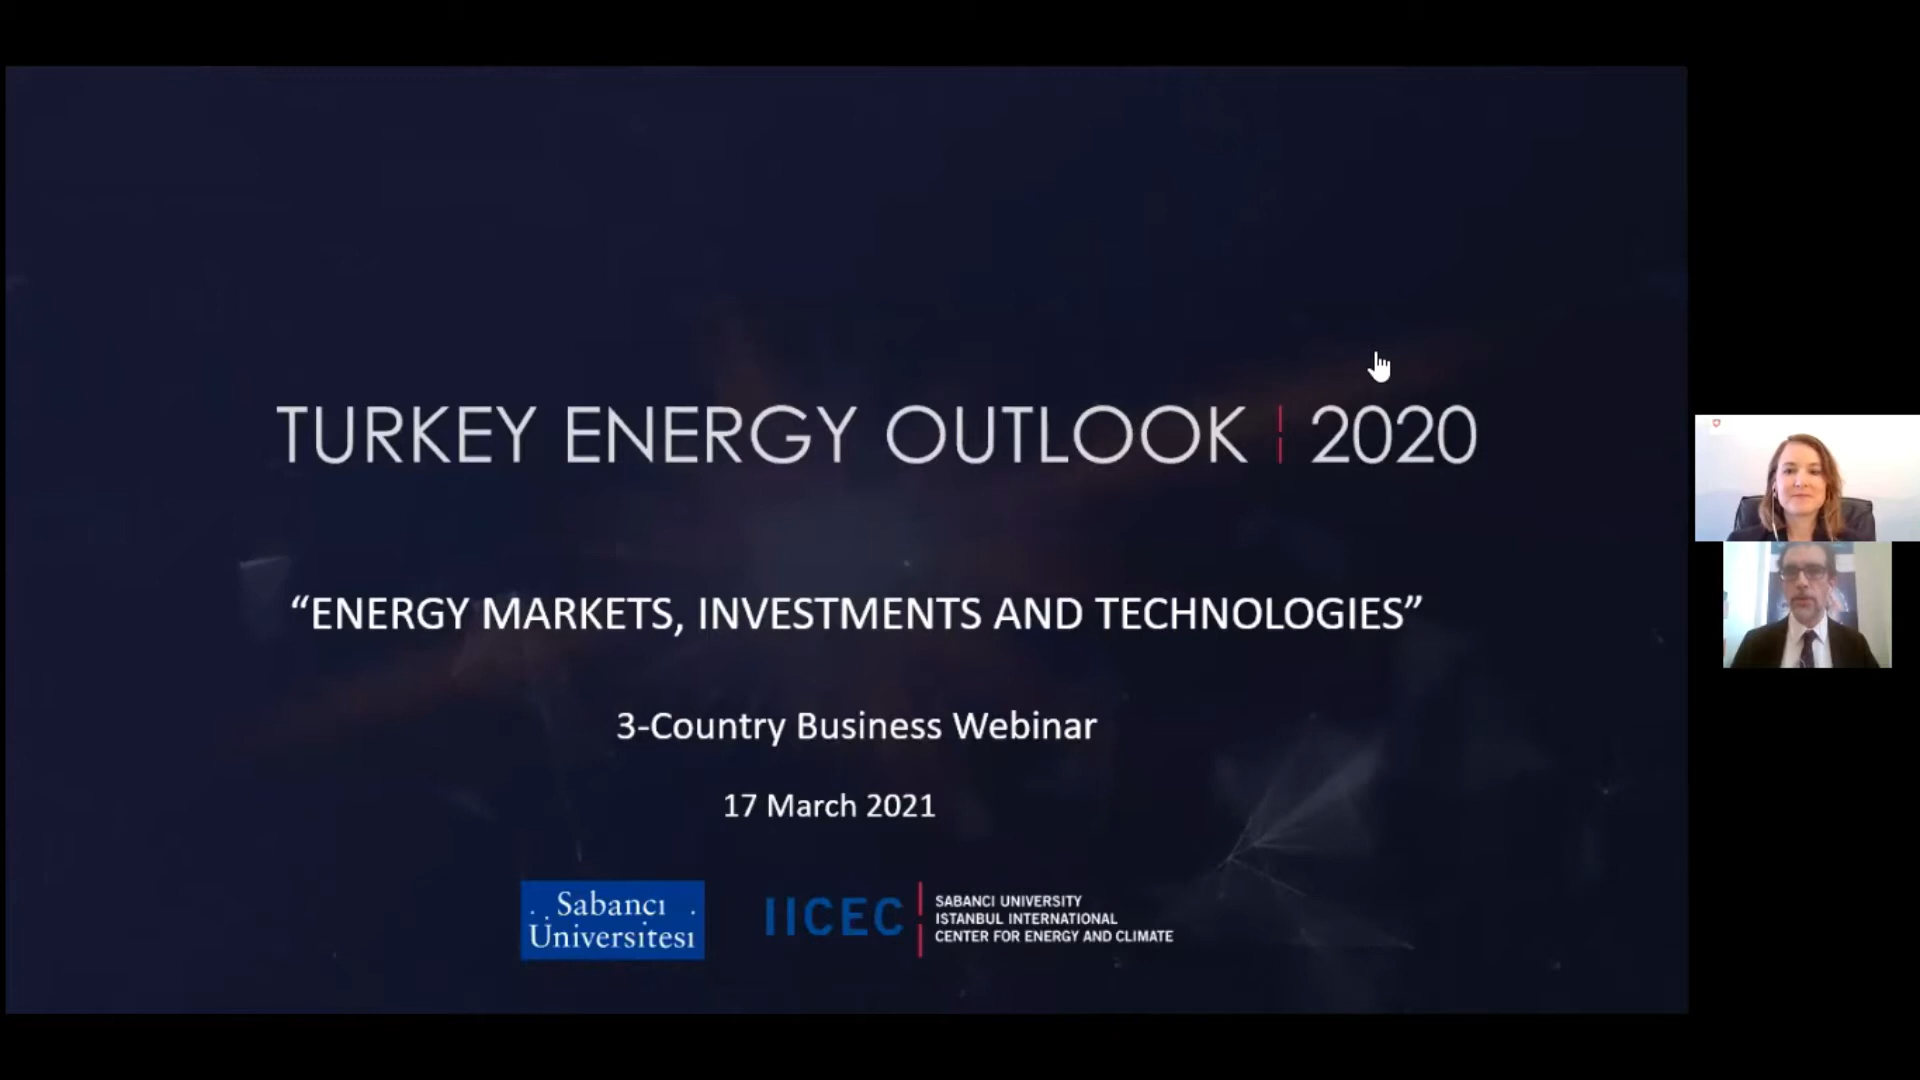 TURKEY ENERGY OUTLOOK | 2020
“ENERGY MARKETS, INVESTMENTS AND TECHNOLOGIES”
3-Country Business Webinar
17 March 2021
Sabancı
Üniversitesi
IICEC
SABANCI UNIVERSITY
ISTANBUL INTERNATIONAL
CENTER FOR ENERGY AND CLIMATE